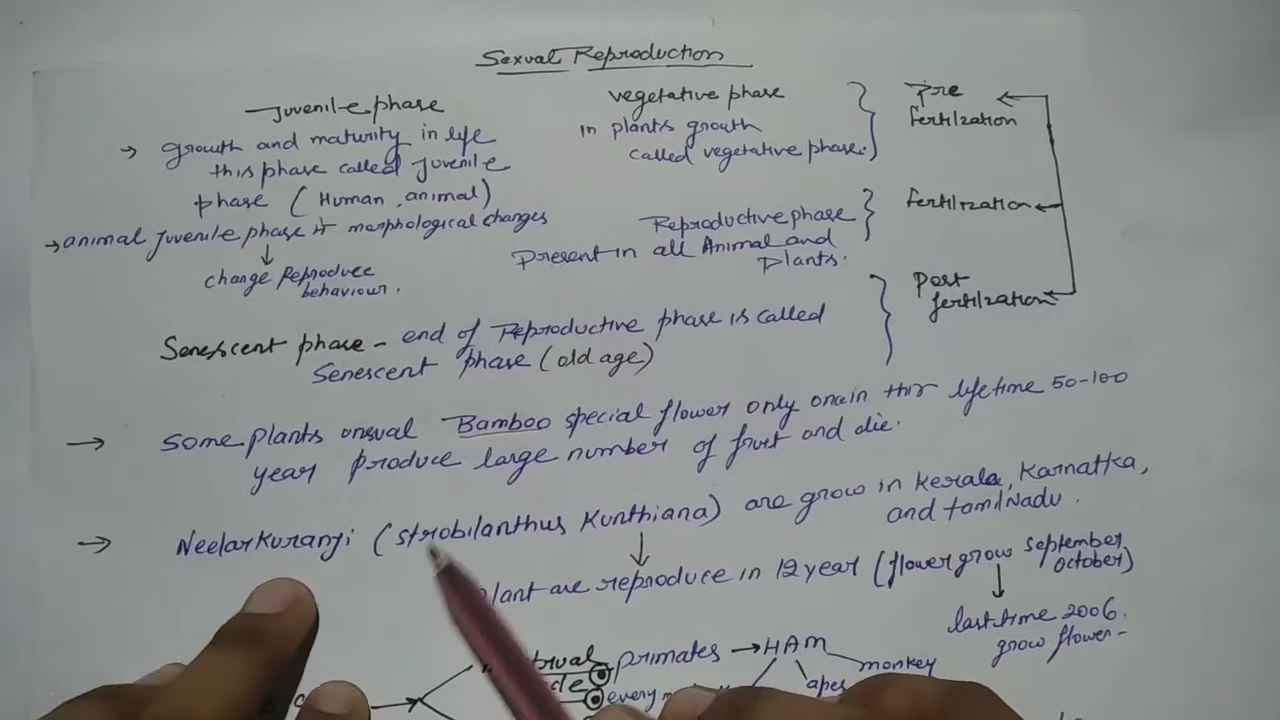 Sexual Reproduction
Juvenile phase
→ growth and maturity in life
this phase called juvenile
phase (Human, animal)
→ animal juvenile phase is morphological changes
↓
change Reproduce
behaviour.
vegetative phase
in plants growth
called vegetative phase.
Reproductive phase
Present in all Animal and
Plants.
Pre
fertilzation
fertilization
Post
fertilzation
Senescent phase - end of Reproductive phase is called
Senescent phase (old age)
→ some plants unsual Bamboo special flower only once in thir lifetime 50-100
year produce large number of fruit and die.
→ Neelarkuranji (strobilanthus Kunthiana) are grow in Kerala, Karnatka,
and tamilNadu.
↓
plant are reproduce in 12 year (flower grow september
october)
↓
last time 2006.
grow flower -
primates → HAm
monkey
apes
every